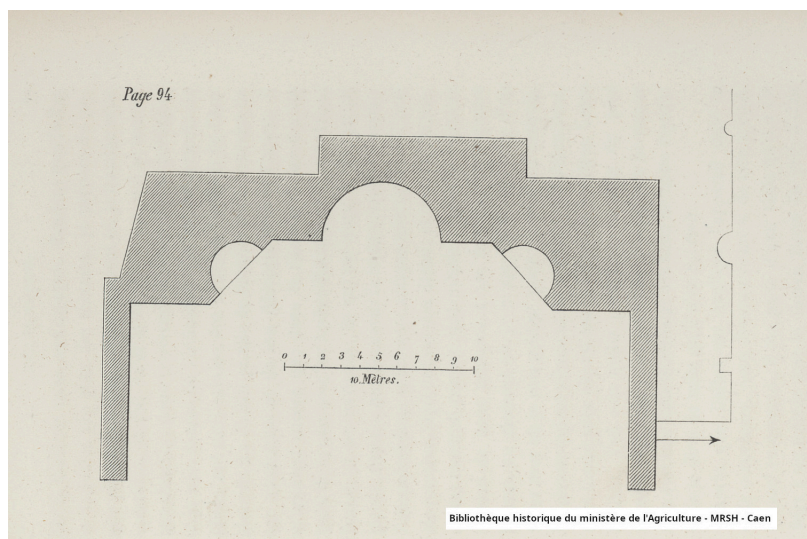 Page 94
0 1 2 3 4 5 6 7 8 9 10
10 Mètres.
Bibliothèque historique du ministère de l'Agriculture - MRSH - Caen